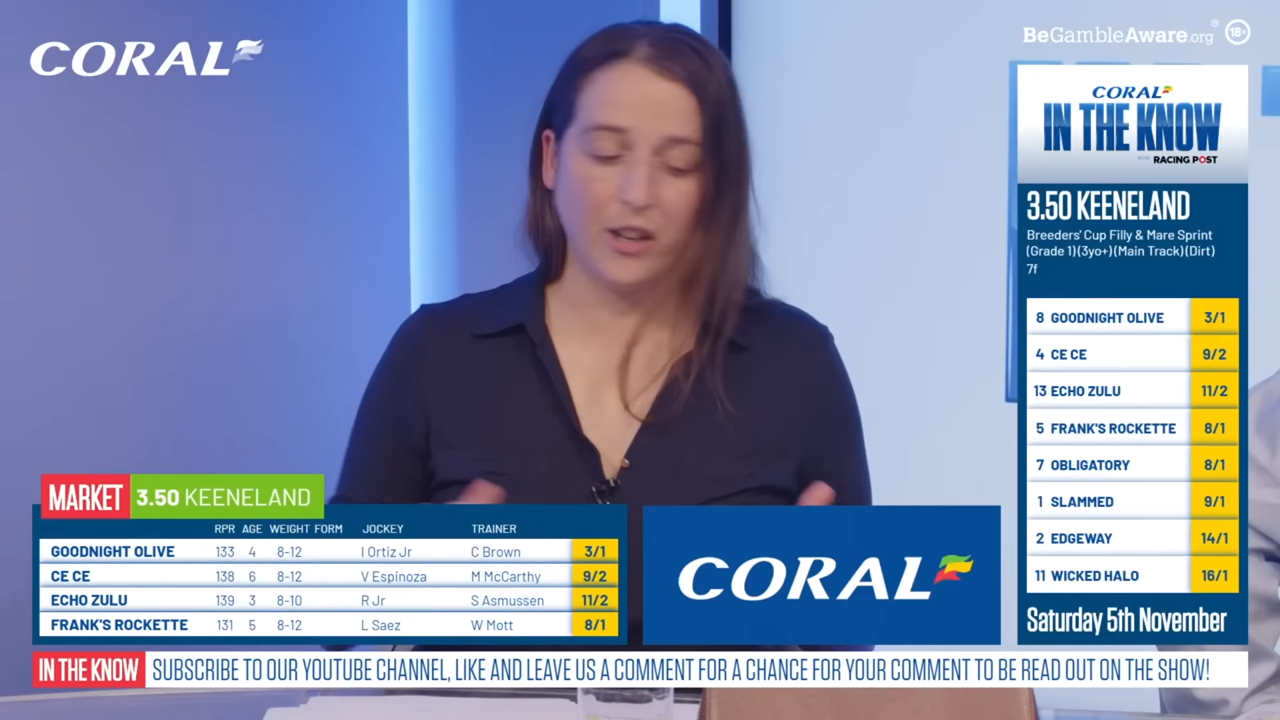 CORAL
BeGambleAware.org® 18+
CORAL
IN THE KNOW
WITH RACING POST
3.50 KEENELAND
Breeders' Cup Filly & Mare Sprint
(Grade 1)(3yo+)(Main Track)(Dirt)
7f
8 GOODNIGHT OLIVE 3/1
4 CE CE 9/2
13 ECHO ZULU 11/2
5 FRANK'S ROCKETTE 8/1
7 OBLIGATORY 8/1
1 SLAMMED 9/1
2 EDGEWAY 14/1
11 WICKED HALO 16/1
Saturday 5th November
MARKET 3.50 KEENELAND
RPR AGE WEIGHT FORM JOCKEY TRAINER
GOODNIGHT OLIVE 133 4 8-12 I Ortiz Jr C Brown 3/1
CE CE 138 6 8-12 V Espinoza M McCarthy 9/2
ECHO ZULU 139 3 8-10 R Jr S Asmussen 11/2
FRANK'S ROCKETTE 131 5 8-12 L Saez W Mott 8/1
CORAL
IN THE KNOW SUBSCRIBE TO OUR YOUTUBE CHANNEL, LIKE AND LEAVE US A COMMENT FOR A CHANCE FOR YOUR COMMENT TO BE READ OUT ON THE SHOW!